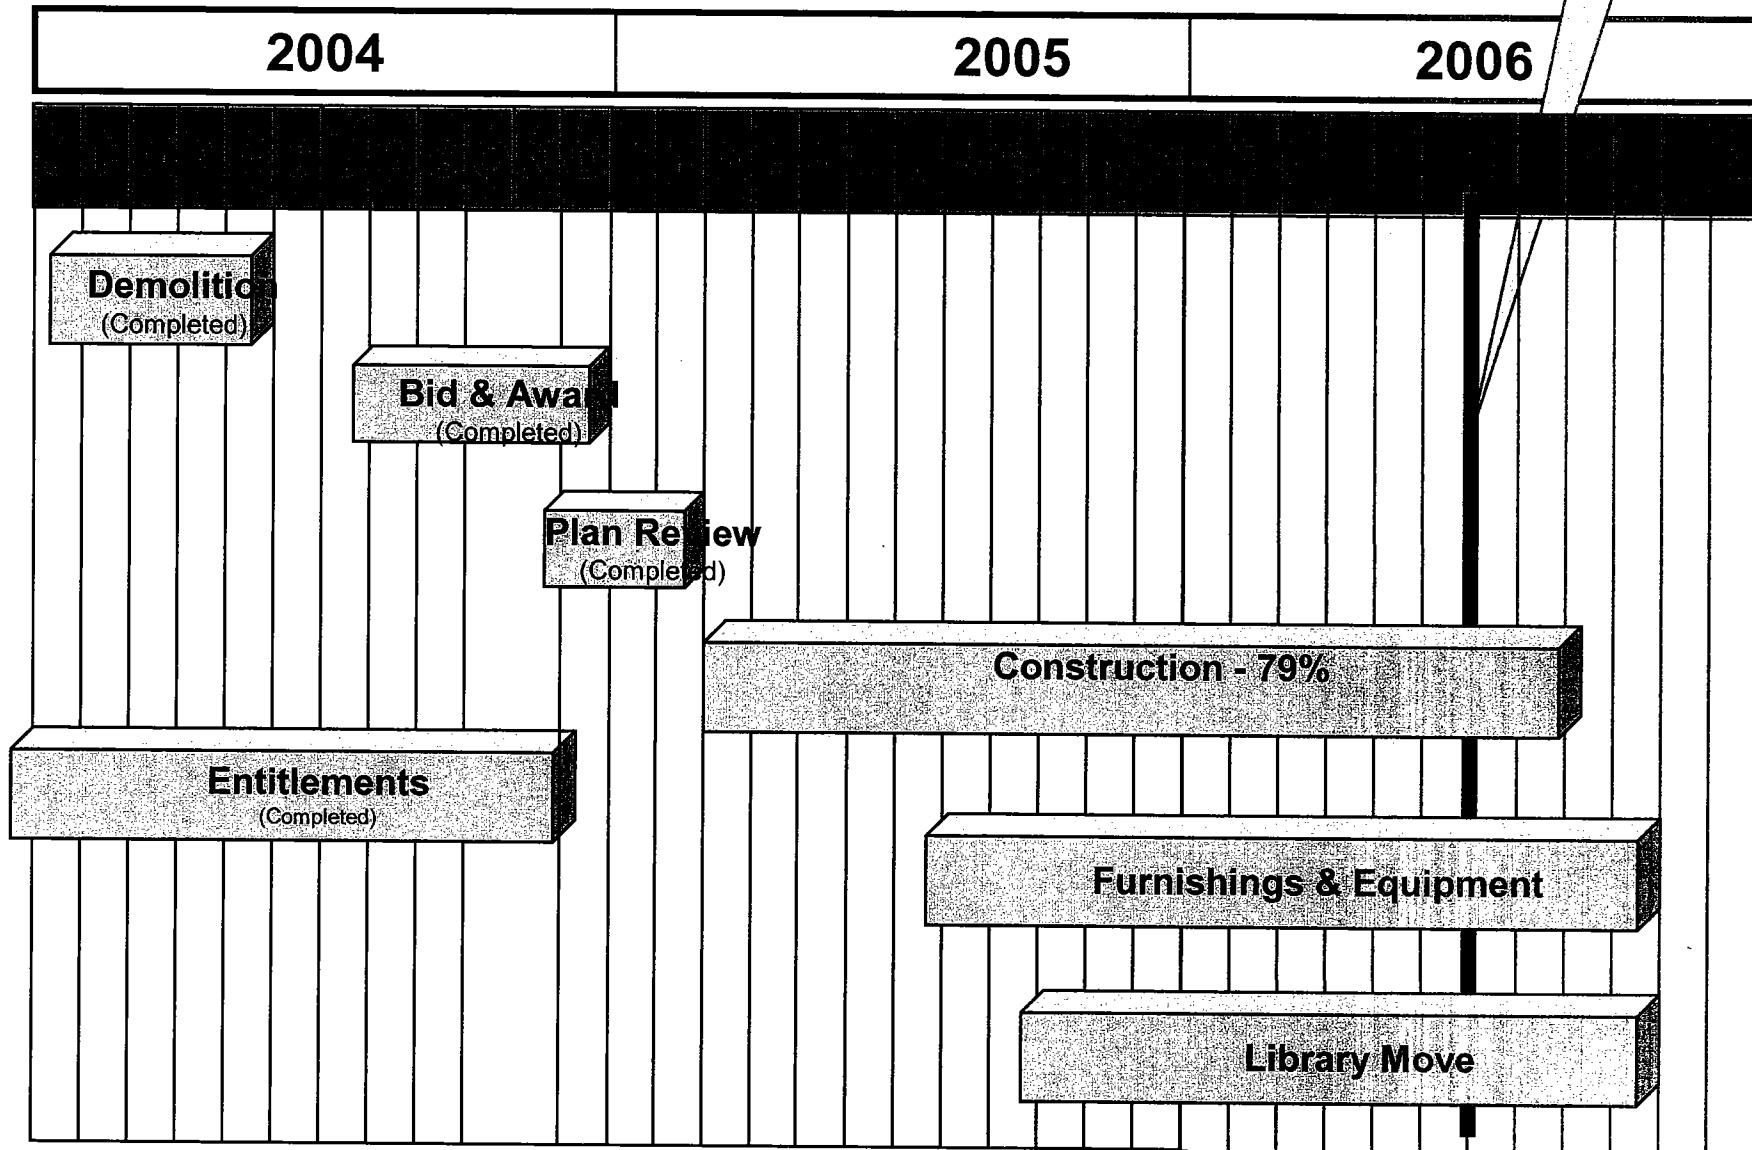 2004 2005 2006
Demolition
(Completed)
Bid & Award
(Completed)
Plan Review
(Completed)
Construction - 79%
Entitlements
(Completed)
Furnishings & Equipment
Library Move